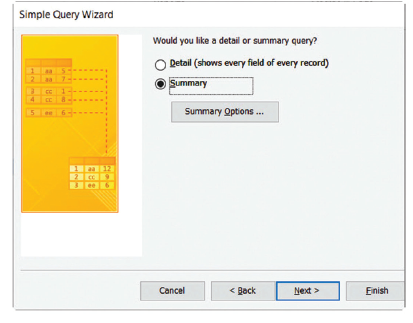 Simple Query Wizard
Would you like a detail or summary query?
Detail (shows every field of every record)
Summary
Summary Options ...
1 aa 5
2 aa 7
3 cc 1
4 cc 8
5 ee 6
1 aa 12
2 cc 9
3 ee 6
Cancel
< Back
Next >
Finish